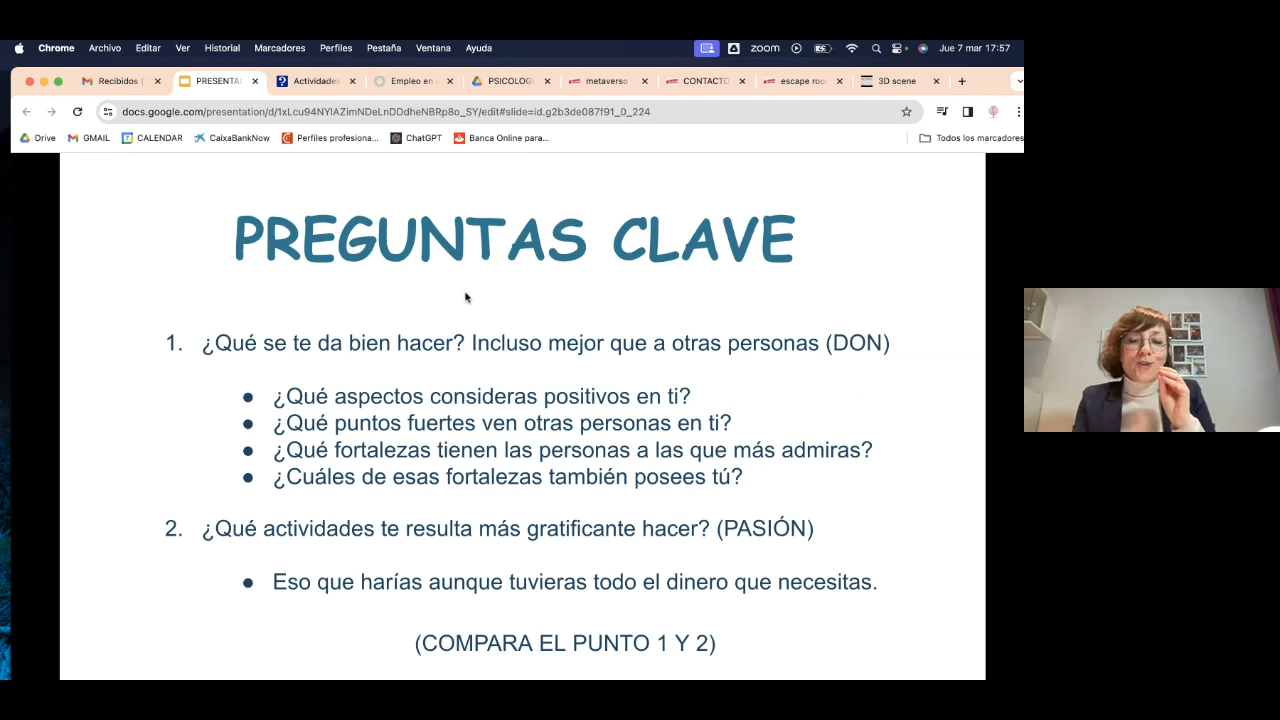 Chrome Archivo Editar Ver Historial Marcadores Perfiles Pestaña Ventana Ayuda zoom Jue 7 mar 17:57
Recibidos PRESENTA Actividades Empleo en PSICOLOG metaverso CONTACTO escape roo 3D scene
docs.google.com/presentation/d/1xLcu94NYlAZimNDeLnDDdheNBRp8o_SY/edit#slide=id.g2b3de087f91_0_224
Drive GMAIL CALENDAR CaixaBankNow Perfiles profesiona... ChatGPT Banca Online para... Todos los marcadores
PREGUNTAS CLAVE
1. ¿Qué se te da bien hacer? Incluso mejor que a otras personas (DON)
● ¿Qué aspectos consideras positivos en ti?
● ¿Qué puntos fuertes ven otras personas en ti?
● ¿Qué fortalezas tienen las personas a las que más admiras?
● ¿Cuáles de esas fortalezas también posees tú?
2. ¿Qué actividades te resulta más gratificante hacer? (PASIÓN)
● Eso que harías aunque tuvieras todo el dinero que necesitas.
(COMPARA EL PUNTO 1 Y 2)